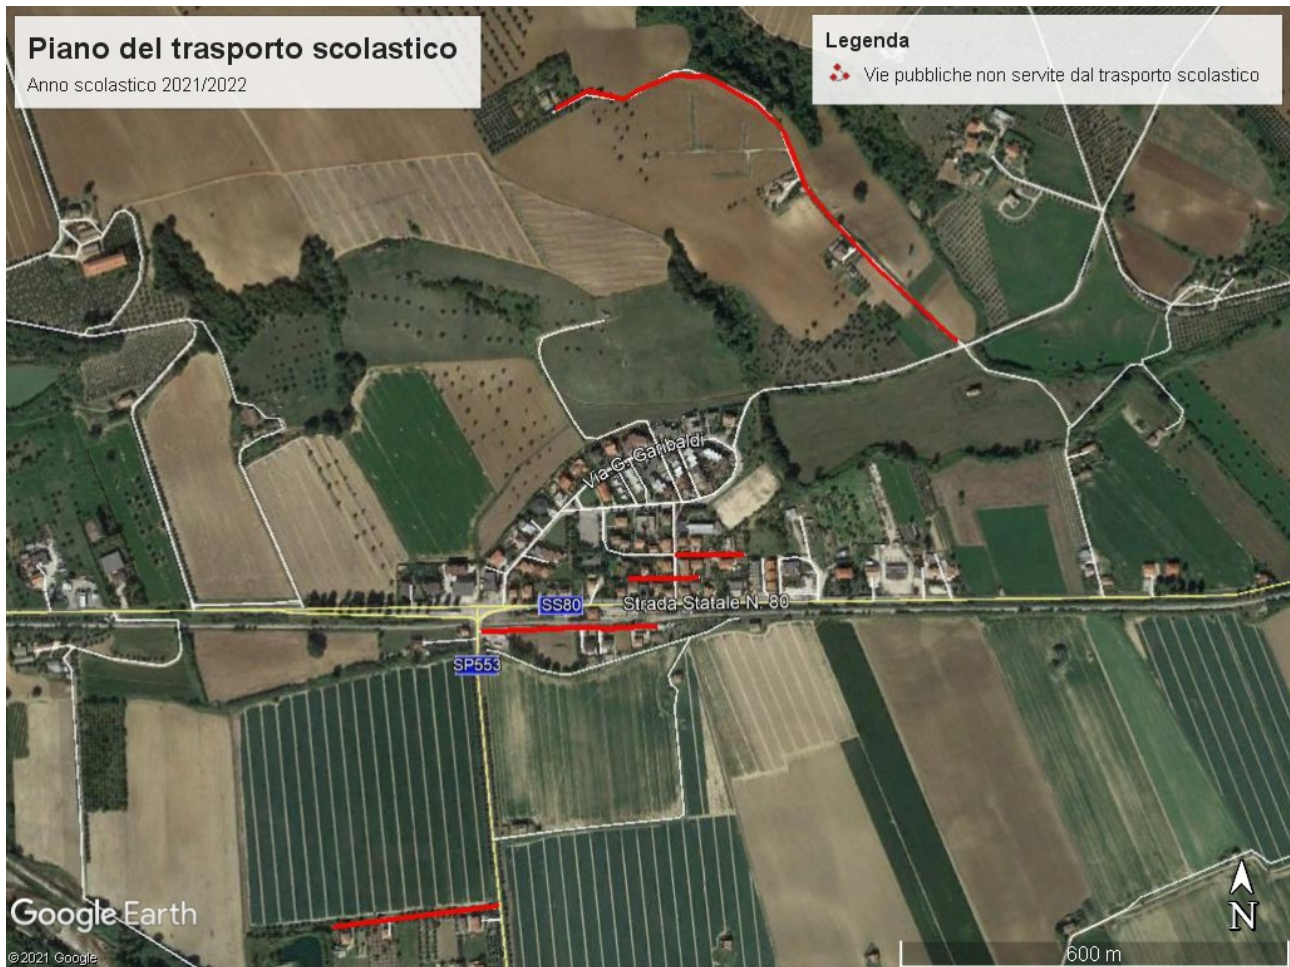 Piano del trasporto scolastico
Anno scolastico 2021/2022
Legenda
Vie pubbliche non servite dal trasporto scolastico
Via G. Garibaldi
SS80
Strada Statale N. 80
SP553
Google Earth
©2021 Google
N
600 m